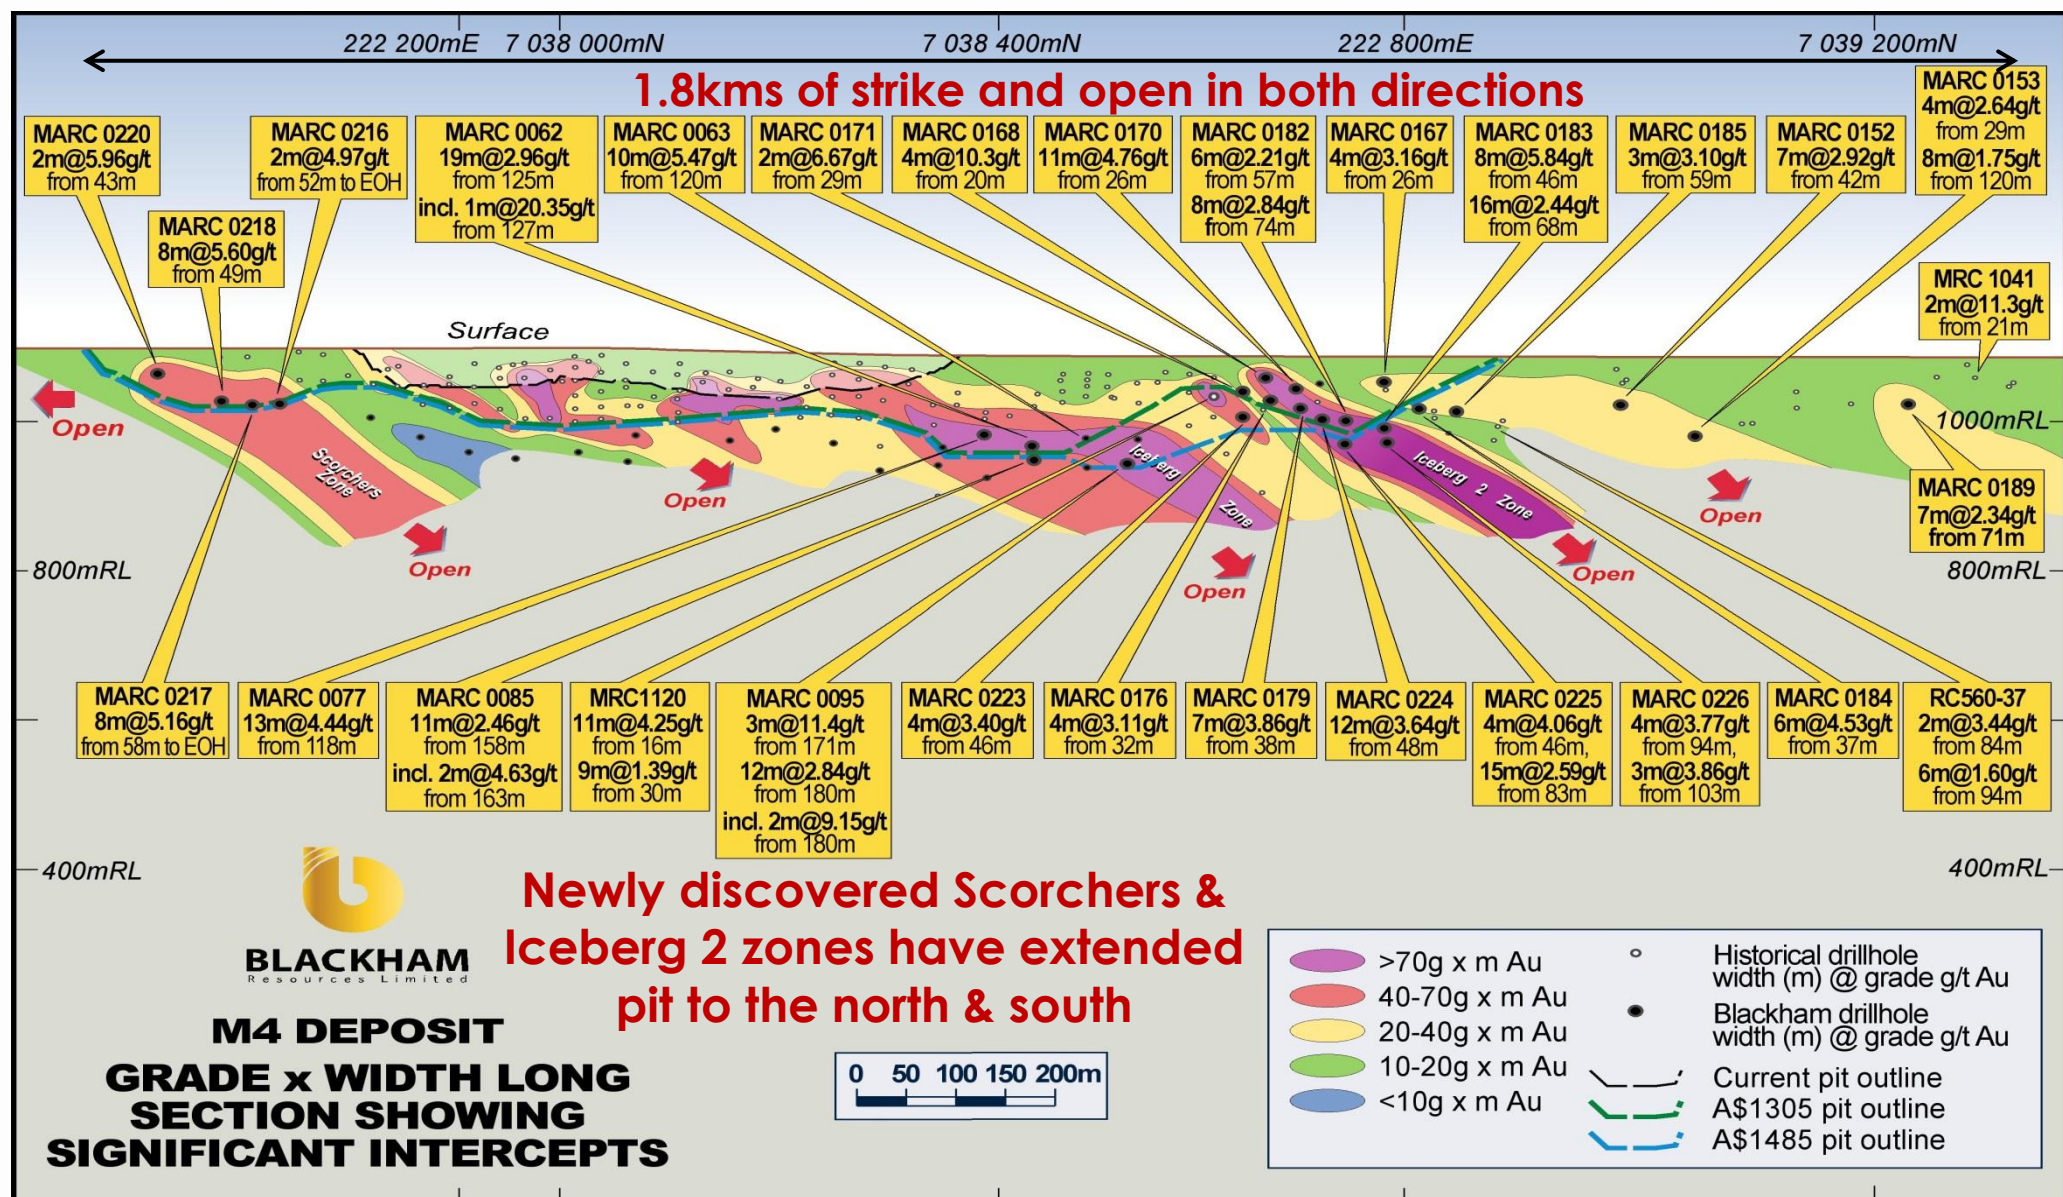 222 200mE 7 038 000mN 7 038 400mN 222 800mE 7 039 200mN
1.8kms of strike and open in both directions
MARC 0220
2m@5.96g/t
from 43m
MARC 0218
8m@5.60g/t
from 49m
MARC 0216
2m@4.97g/t
from 52m to EOH
MARC 0062
19m@2.96g/t
from 125m
incl. 1m@20.35g/t
from 127m
MARC 0063
10m@5.47g/t
from 120m
MARC 0171
2m@6.67g/t
from 29m
MARC 0168
4m@10.3g/t
from 20m
MARC 0170
11m@4.76g/t
from 26m
MARC 0182
6m@2.21g/t
from 57m
8m@2.84g/t
from 74m
MARC 0167
4m@3.16g/t
from 26m
MARC 0183
8m@5.84g/t
from 46m
16m@2.44g/t
from 68m
MARC 0185
3m@3.10g/t
from 59m
MARC 0152
7m@2.92g/t
from 42m
MARC 0153
4m@2.64g/t
from 29m
8m@1.75g/t
from 120m
MRC 1041
2m@11.3g/t
from 21m
Surface
Open
Scorchers
Zone
Open
Open
Iceberg
Zone
Open
Iceberg 2 Zone
Open
Open
1000mRL
MARC 0189
7m@2.34g/t
from 71m
800mRL
800mRL
MARC 0217
8m@5.16g/t
from 58m to EOH
MARC 0077
13m@4.44g/t
from 118m
MARC 0085
11m@2.46g/t
from 158m
incl. 2m@4.63g/t
from 163m
MRC1120
11m@4.25g/t
from 16m
9m@1.39g/t
from 30m
MARC 0095
3m@11.4g/t
from 171m
12m@2.84g/t
from 180m
incl. 2m@9.15g/t
from 180m
MARC 0223
4m@3.40g/t
from 46m
MARC 0176
4m@3.11g/t
from 32m
MARC 0179
7m@3.86g/t
from 38m
MARC 0224
12m@3.64g/t
from 48m
MARC 0225
4m@4.06g/t
from 46m,
15m@2.59g/t
from 83m
MARC 0226
4m@3.77g/t
from 94m,
3m@3.86g/t
from 103m
MARC 0184
6m@4.53g/t
from 37m
RC560-37
2m@3.44g/t
from 84m
6m@1.60g/t
from 94m
400mRL
400mRL
BLACKHAM
Resources Limited
Newly discovered Scorchers &
Iceberg 2 zones have extended
pit to the north & south
M4 DEPOSIT
GRADE x WIDTH LONG
SECTION SHOWING
SIGNIFICANT INTERCEPTS
0 50 100 150 200m
>70g x m Au
40-70g x m Au
20-40g x m Au
10-20g x m Au
<10g x m Au
Historical drillhole
width (m) @ grade g/t Au
Blackham drillhole
width (m) @ grade g/t Au
Current pit outline
A$1305 pit outline
A$1485 pit outline